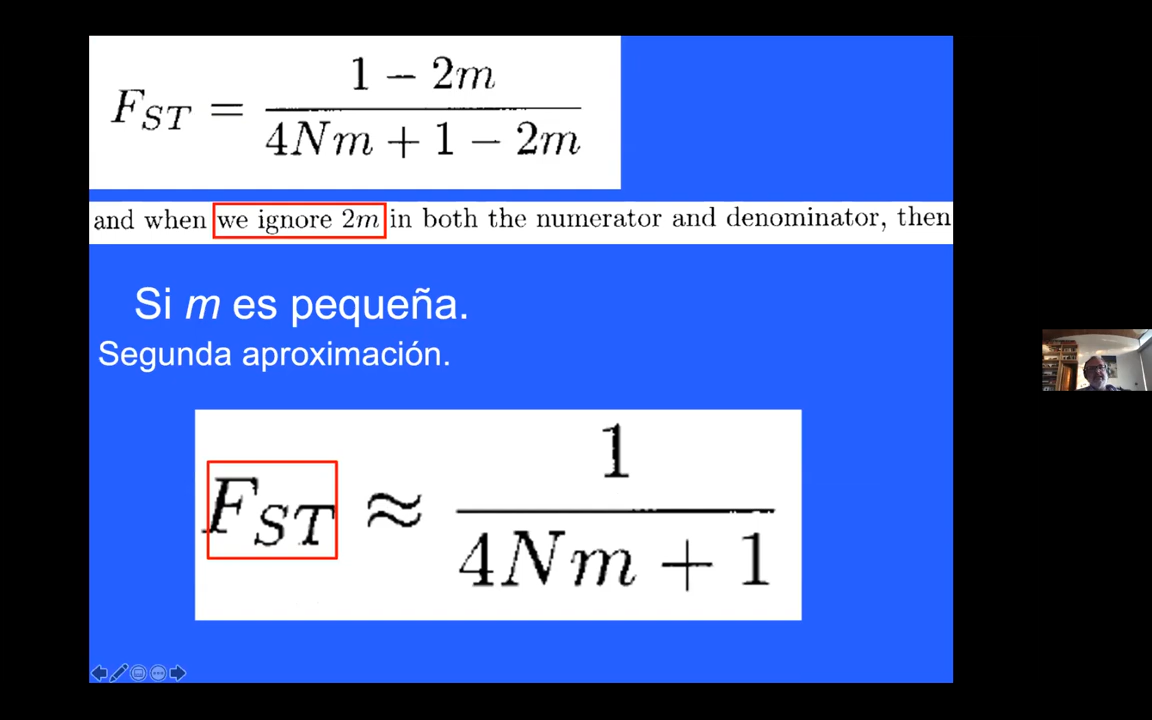 F_ST = (1 − 2m) / (4Nm + 1 − 2m)
and when we ignore 2m in both the numerator and denominator, then
Si m es pequeña.
Segunda aproximación.
F_ST ≈ 1 / (4Nm + 1)